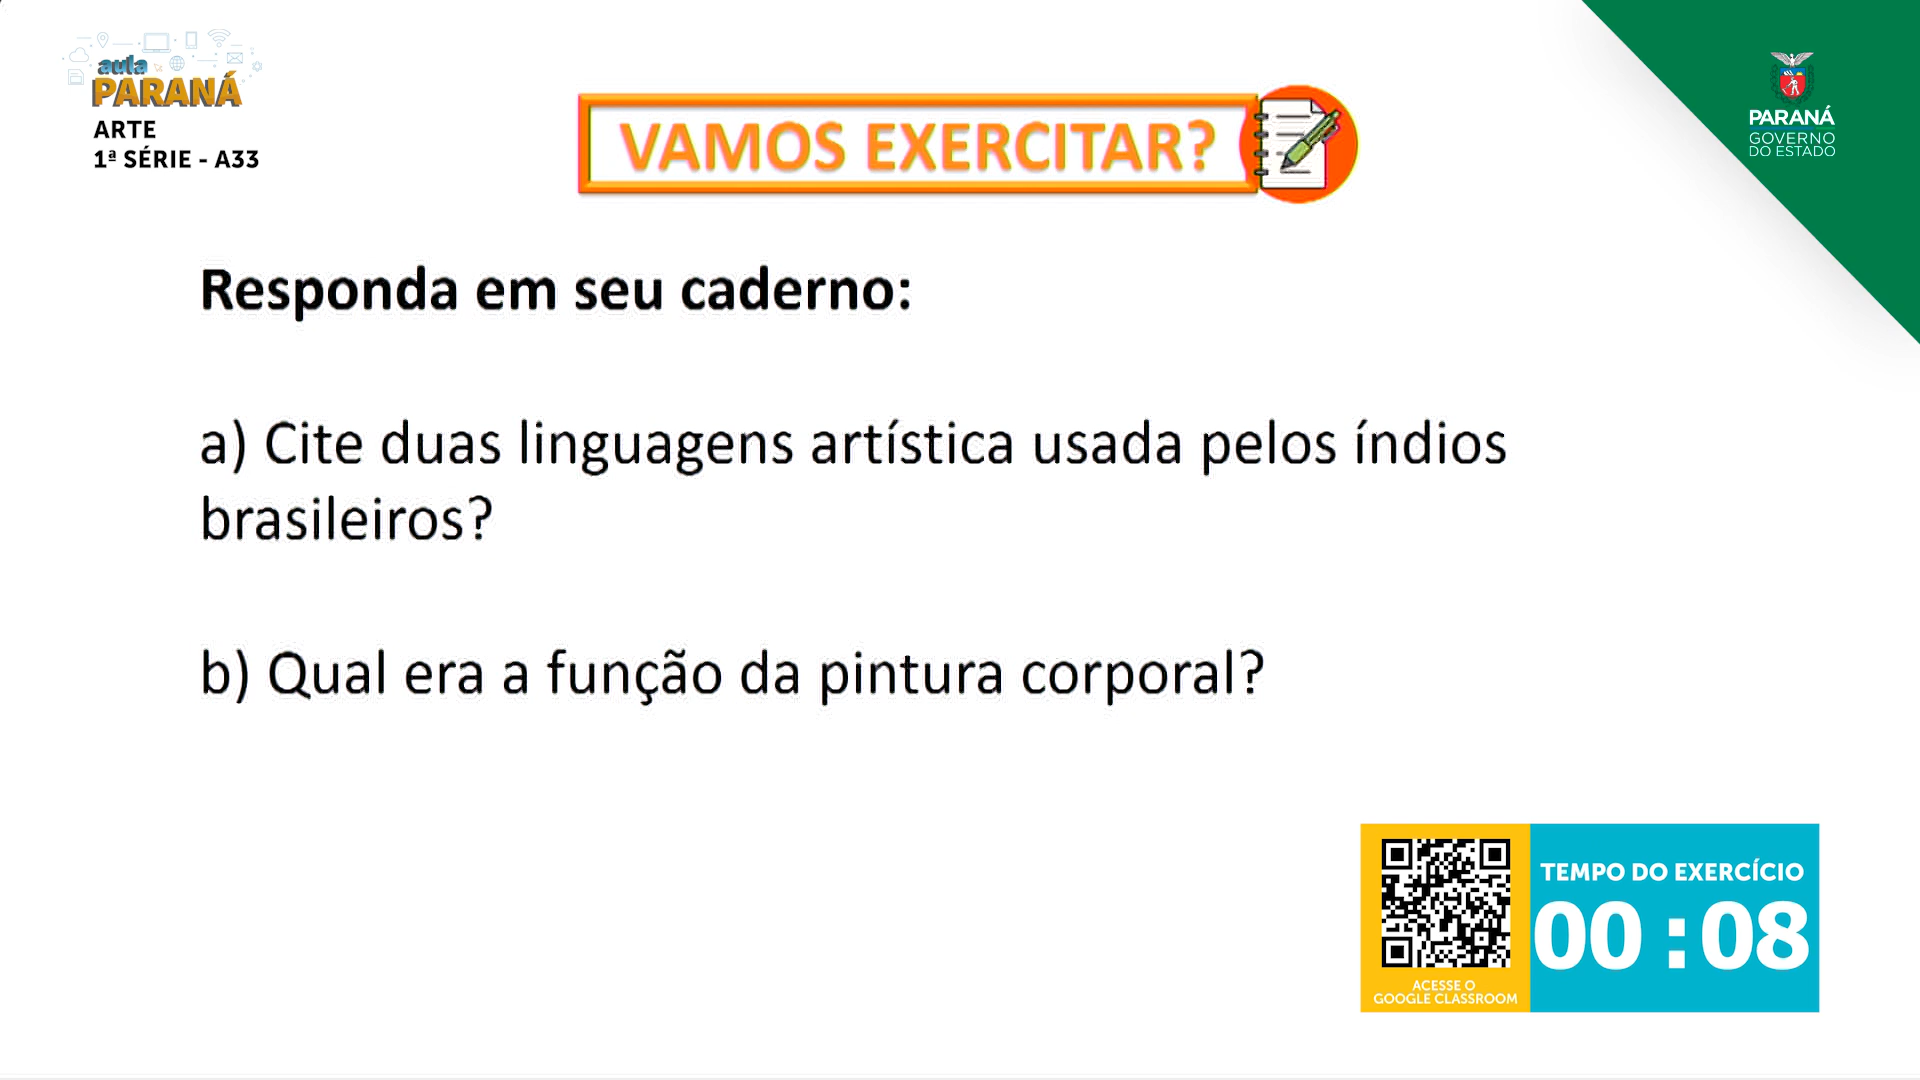 aula
PARANÁ
ARTE
1ª SÉRIE - A33
VAMOS EXERCITAR?
PARANÁ
GOVERNO
DO ESTADO
Responda em seu caderno:
a) Cite duas linguagens artística usada pelos índios
brasileiros?
b) Qual era a função da pintura corporal?
TEMPO DO EXERCÍCIO
00 : 08
ACESSE O
GOOGLE CLASSROOM